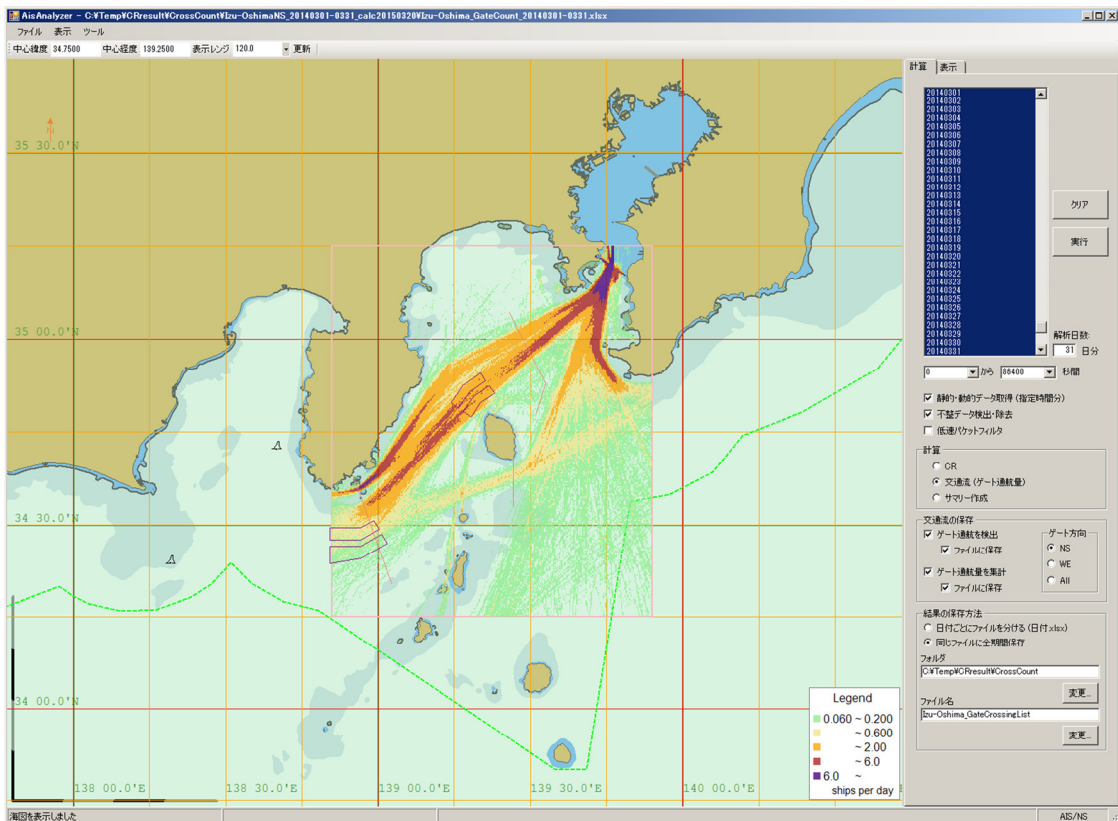 AisAnalyzer - C:¥Temp¥CRresult¥CrossCount¥Izu-OshimaNS_20140301-0331_calc20150320¥Izu-Oshima_GateCount_20140301-0331.xlsx
ファイル 表示 ツール
中心緯度 34.7500 中心経度 139.2500 表示レンジ 120.0 更新
計算 表示
20140301
20140302
20140303
20140304
20140305
20140306
20140307
20140308
20140309
20140310
20140311
20140312
20140313
20140314
20140315
20140316
20140317
20140318
20140319
20140320
20140321
20140322
20140323
20140324
20140325
20140326
20140327
20140328
20140329
20140330
20140331
クリア
実行
解析日数:
31 日分
0 から 86400 秒間
静的・動的データ取得 (指定時間分)
不整データ検出・除去
低速パケットフィルタ
計算
CR
交通流 (ゲート通航量)
サマリー作成
交通流の保存
ゲート通航を検出
ファイルに保存
ゲート通航量を集計
ファイルに保存
ゲート方向
NS
WE
All
結果の保存方法
日付ごとにファイルを分ける (日付.xlsx)
同じファイルに全期間保存
フォルダ
C:¥Temp¥CRresult¥CrossCount
変更...
ファイル名
Izu-Oshima_GateCrossingList
変更...
N
35 30.0'N
35 00.0'N
34 30.0'N
34 00.0'N
138 00.0'E 138 30.0'E 139 00.0'E 139 30.0'E 140 00.0'E
Legend
0.060 ~ 0.200
~ 0.600
~ 2.00
~ 6.0
6.0 ~
ships per day
海図を表示しました
AIS/NS